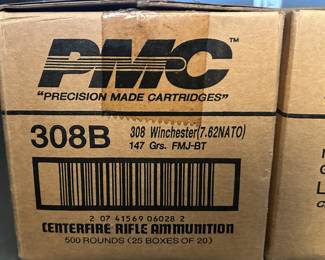 PMC™
"PRECISION MADE CARTRIDGES"
308B
308 Winchester(7.62NATO)
147 Grs. FMJ-BT
2 07 41569 06028 2
CENTERFIRE RIFLE AMMUNITION
500 ROUNDS (25 BOXES OF 20)